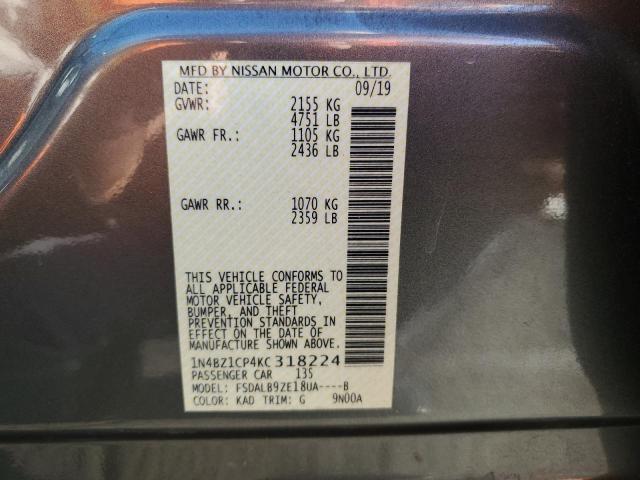 MFD BY NISSAN MOTOR CO., LTD.
DATE: 09/19
GVWR: 2155 KG
4751 LB
GAWR FR.: 1105 KG
2436 LB
GAWR RR.: 1070 KG
2359 LB
THIS VEHICLE CONFORMS TO
ALL APPLICABLE FEDERAL
MOTOR VEHICLE SAFETY,
BUMPER, AND THEFT
PREVENTION STANDARDS IN
EFFECT ON THE DATE OF
MANUFACTURE SHOWN ABOVE.
1N4BZ1CP4KC318224
PASSENGER CAR 135
MODEL: FSDALB9ZE18UA----B
COLOR: KAD TRIM: G 9N00A